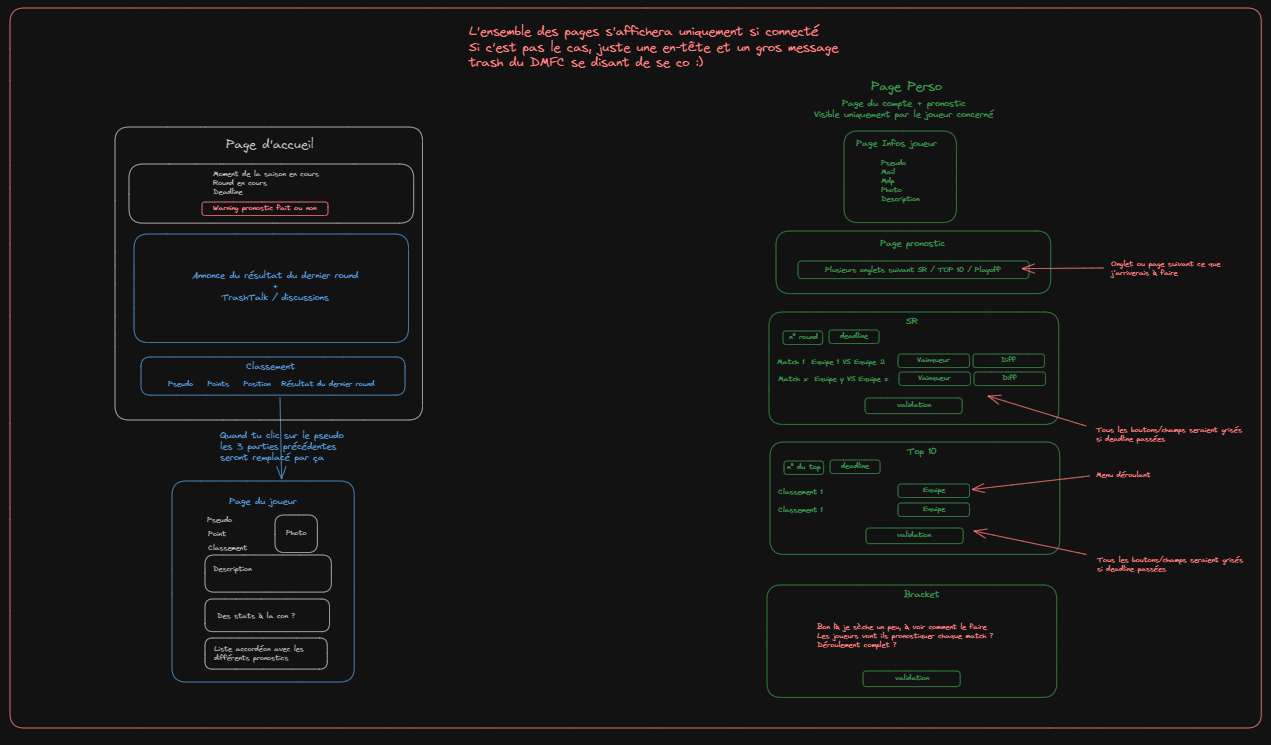 L'ensemble des pages s'affichera uniquement si connecté
Si c'est pas le cas, juste une en-tête et un gros message
trash du DMFC se disant de se co :)
Page d'accueil
Moment de la saison en cours
Round en cours
Deadline
Warning pronostic fait ou non
Annonce du résultat du dernier round
+
TrashTalk / discussions
Classement
Pseudo Points Position Résultat du dernier round
Quand tu clic sur le pseudo
les 3 parties précédentes
seront remplacé par ça
Page du joueur
Pseudo
Point
Classement
Photo
Description
Des stats à la con ?
Liste accordéon avec les
différents pronostics
Page Perso
Page du compte + pronostic
Visible uniquement par le joueur concerné
Page Infos joueur
Pseudo
Mail
Mdp
Photo
Description
Page pronostic
Plusieurs onglets suivant SR / TOP 10 / Playoff
Onglet ou page suivant ce que
j'arriverais à faire
SR
n° round deadline
Match 1 Equipe 1 VS Equipe 2 Vainqueur Diff
Match x Equipe y VS Equipe z Vainqueur Diff
validation
Tous les boutons/champs seraient grisés
si deadline passées
Top 10
n° du top deadline
Classement 1 Equipe
Classement 1 Equipe
validation
Menu déroulant
Tous les boutons/champs seraient grisés
si deadline passées
Bracket
Bon là je sèche un peu, à voir comment le faire
Les joueurs vont ils pronostiquer chaque match ?
Déroulement complet ?
validation